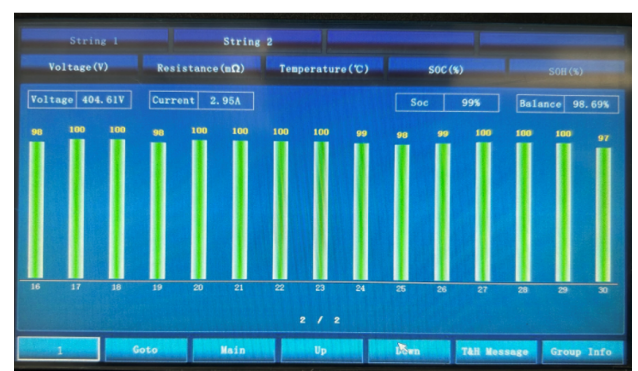 String 1 String 2
Voltage(V) Resistance(mΩ) Temperature(℃) SOC(%) SOH(%)
Voltage 404.61V Current 2.95A Soc 99% Balance 98.69%
98 100 100 98 100 100 100 100 99 98 99 100 100 100 97
16 17 18 19 20 21 22 23 24 25 26 27 28 29 30
2 / 2
1 Goto Main Up Down T&H Message Group Info